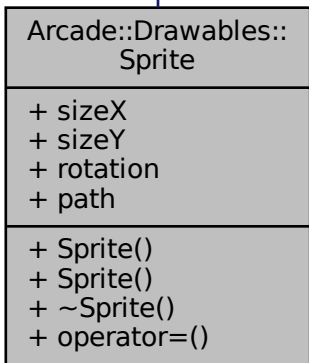 Arcade::Drawables::
Sprite
+ sizeX
+ sizeY
+ rotation
+ path
+ Sprite()
+ Sprite()
+ ~Sprite()
+ operator=()